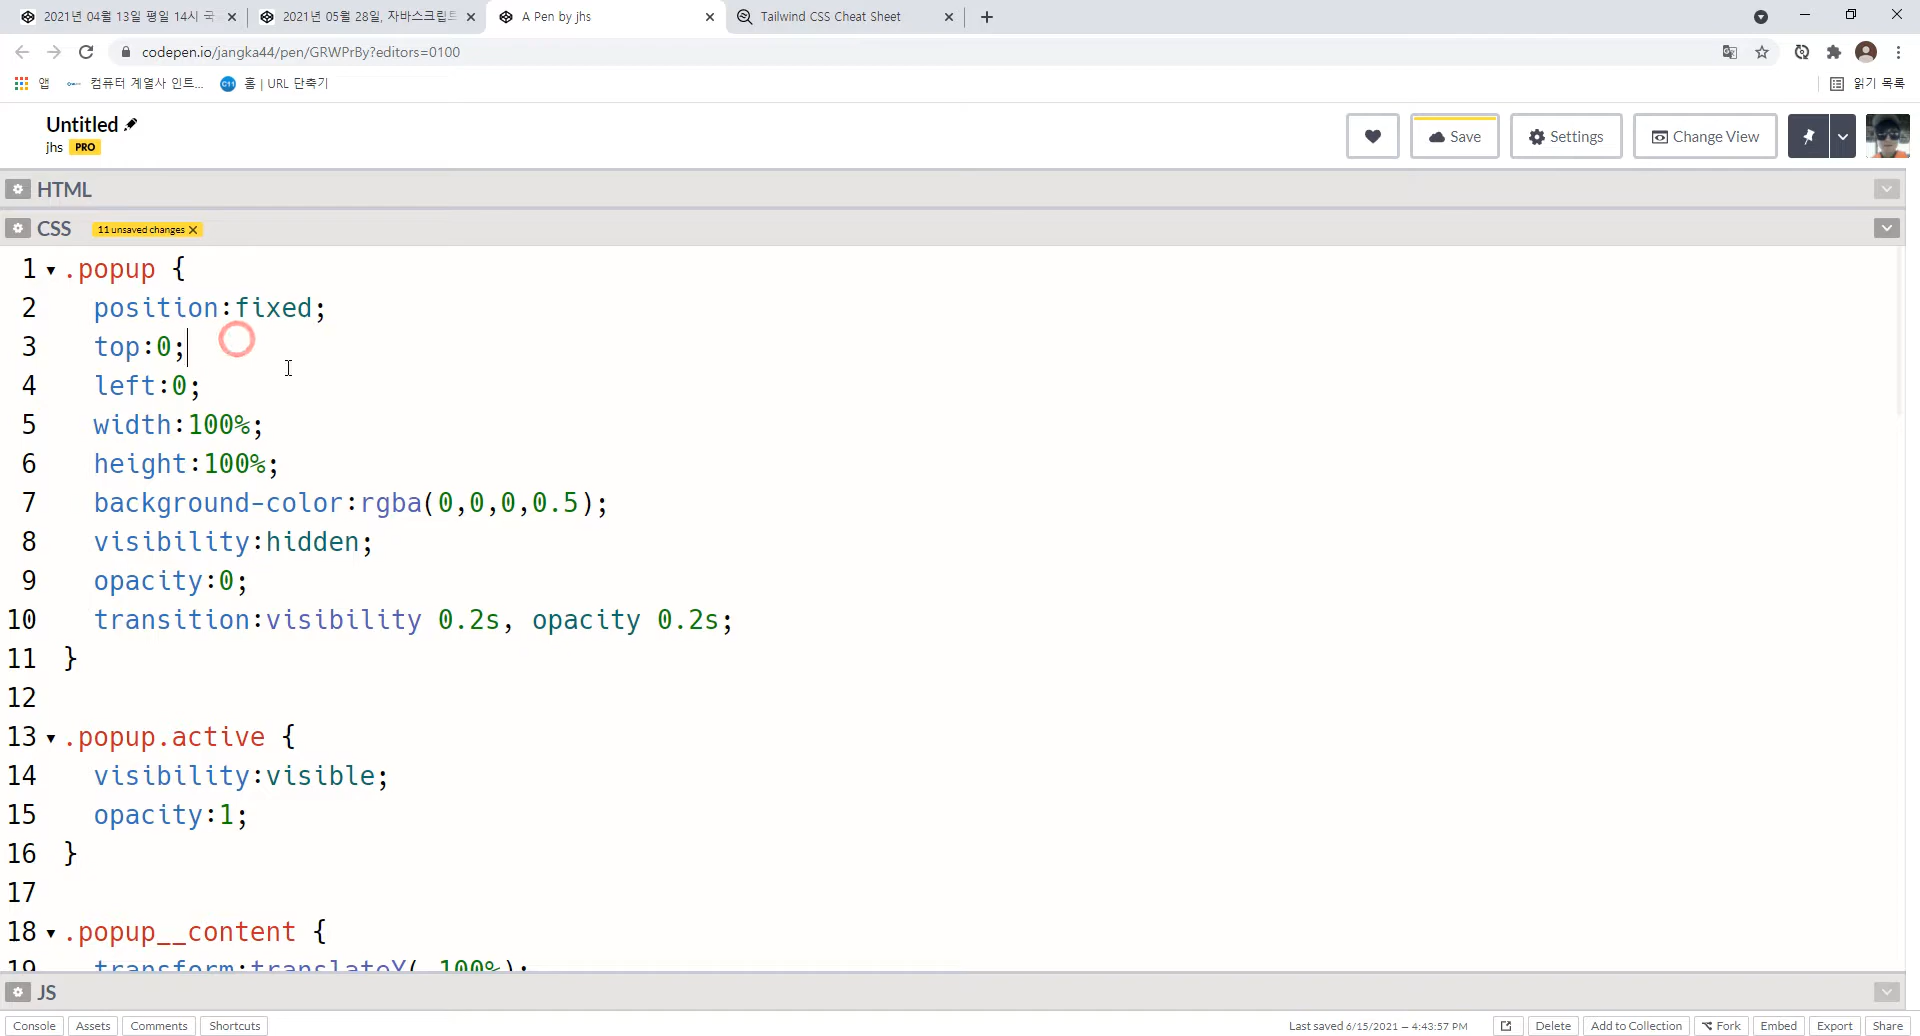 2021년 04월 13일 평일 14시 국
2021년 05월 28일, 자바스크립트
A Pen by jhs
Tailwind CSS Cheat Sheet
codepen.io/jangka44/pen/GRWPrBy?editors=0100
앱
컴퓨터 계열사 인트...
C11
홈 | URL 단축기
읽기 목록
Untitled
jhs PRO
Save
Settings
Change View
HTML
CSS
11 unsaved changes X
1 .popup {
2 position:fixed;
3 top:0;
4 left:0;
5 width:100%;
6 height:100%;
7 background-color:rgba(0,0,0,0.5);
8 visibility:hidden;
9 opacity:0;
10 transition:visibility 0.2s, opacity 0.2s;
11 }
12
13 .popup.active {
14 visibility:visible;
15 opacity:1;
16 }
17
18 .popup__content {
19 transform:translateY(-100%);
JS
Console
Assets
Comments
Shortcuts
Last saved 6/15/2021 — 4:43:57 PM
Delete
Add to Collection
Fork
Embed
Export
Share